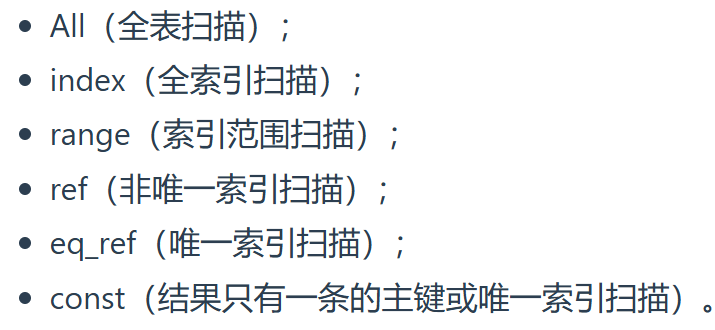 • All（全表扫描）；
• index（全索引扫描）；
• range（索引范围扫描）；
• ref（非唯一索引扫描）；
• eq_ref（唯一索引扫描）；
• const（结果只有一条的主键或唯一索引扫描）。